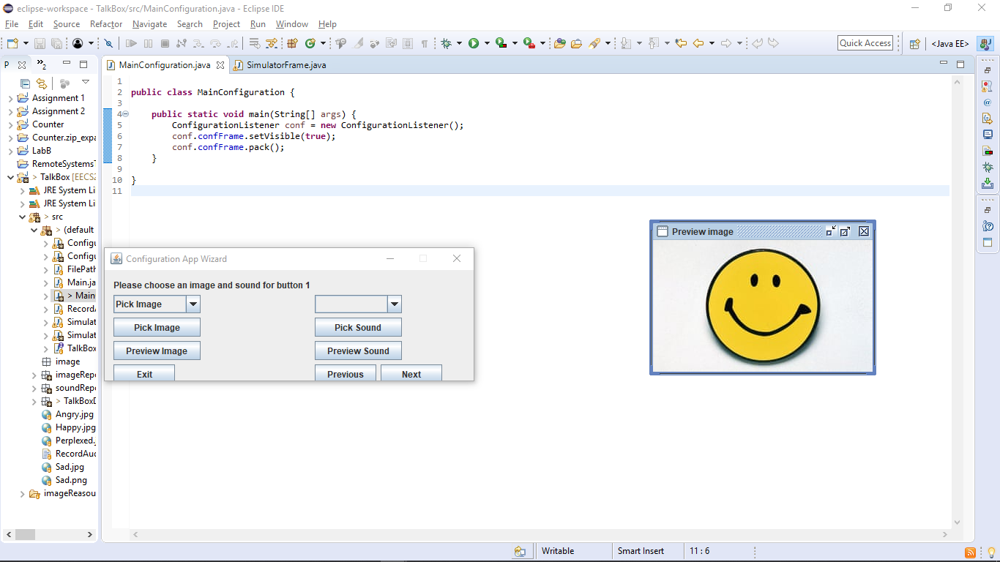 eclipse-workspace - TalkBox/src/MainConfiguration.java - Eclipse IDE
File Edit Source Refactor Navigate Search Project Run Window Help
Quick Access
<Java EE>
P
MainConfiguration.java
SimulatorFrame.java
Assignment 1
Assignment 2
Counter
Counter.zip_expa
LabB
RemoteSystemsT
> TalkBox [EECS2
JRE System Li
JRE System Li
> src
> (default
Configu
Configu
FilePath
Main.ja
> Main
RecordA
Simulat
Simulat
TalkBox
image
imageRepo
soundRepo
> TalkBoxD
Angry.jpg
Happy.jpg
Perplexed.
RecordAud
Sad.jpg
Sad.png
imageReasou
1
2 public class MainConfiguration {
3
4 public static void main(String[] args) {
5 ConfigurationListener conf = new ConfigurationListener();
6 conf.confFrame.setVisible(true);
7 conf.confFrame.pack();
8 }
9
10 }
11
Configuration App Wizard
Please choose an image and sound for button 1
Pick Image
Pick Image Pick Sound
Preview Image Preview Sound
Exit Previous Next
Preview image
Writable Smart Insert 11 : 6